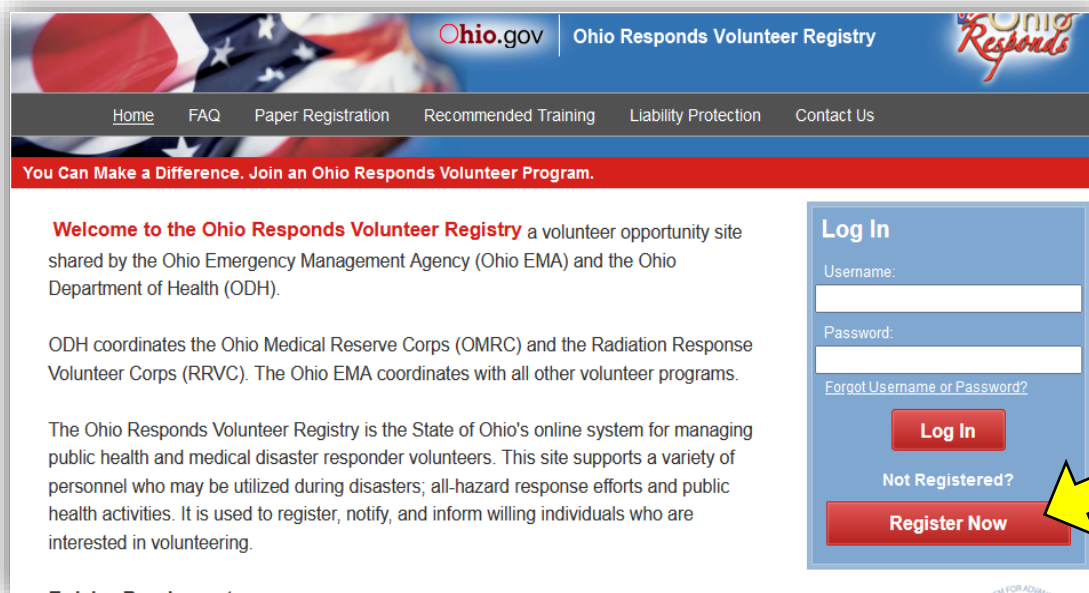 Ohio.gov Ohio Responds Volunteer Registry
Ohio
Responds
Home FAQ Paper Registration Recommended Training Liability Protection Contact Us
You Can Make a Difference. Join an Ohio Responds Volunteer Program.
Welcome to the Ohio Responds Volunteer Registry a volunteer opportunity site
shared by the Ohio Emergency Management Agency (Ohio EMA) and the Ohio
Department of Health (ODH).
ODH coordinates the Ohio Medical Reserve Corps (OMRC) and the Radiation Response
Volunteer Corps (RRVC). The Ohio EMA coordinates with all other volunteer programs.
The Ohio Responds Volunteer Registry is the State of Ohio's online system for managing
public health and medical disaster responder volunteers. This site supports a variety of
personnel who may be utilized during disasters; all-hazard response efforts and public
health activities. It is used to register, notify, and inform willing individuals who are
interested in volunteering.
Log In
Username:
Password:
Forgot Username or Password?
Log In
Not Registered?
Register Now